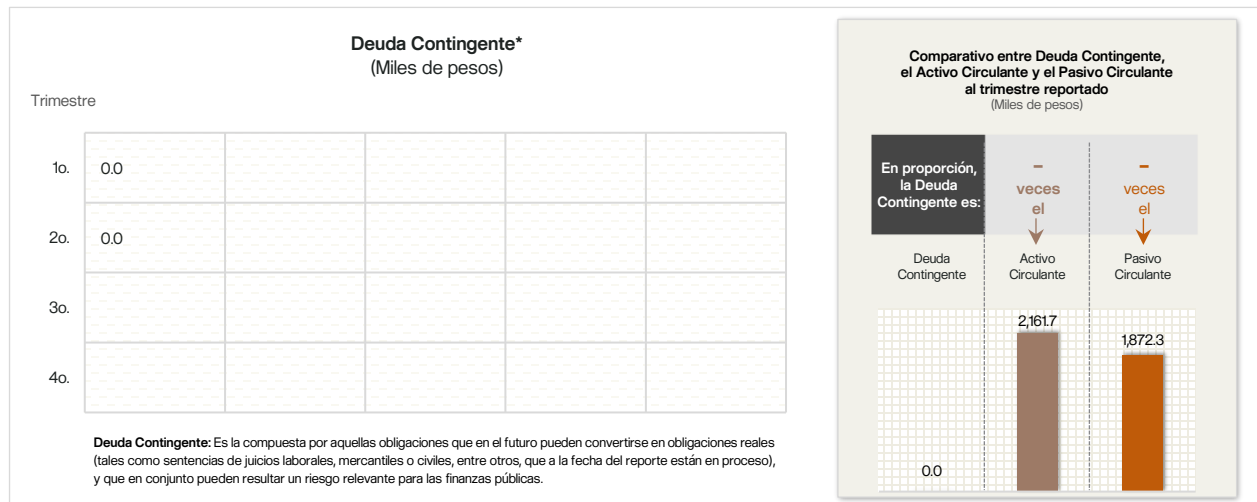 Deuda Contingente*
(Miles de pesos)
Trimestre
1o. 0.0
2o. 0.0
3o.
4o.
Deuda Contingente: Es la compuesta por aquellas obligaciones que en el futuro pueden convertirse en obligaciones reales
(tales como sentencias de juicios laborales, mercantiles o civiles, entre otros, que a la fecha del reporte están en proceso),
y que en conjunto pueden resultar un riesgo relevante para las finanzas públicas.
Comparativo entre Deuda Contingente,
el Activo Circulante y el Pasivo Circulante
al trimestre reportado
(Miles de pesos)
En proporción,
la Deuda
Contingente es:
–
veces
el
–
veces
el
Deuda
Contingente
Activo
Circulante
Pasivo
Circulante
0.0
2,161.7
1,872.3